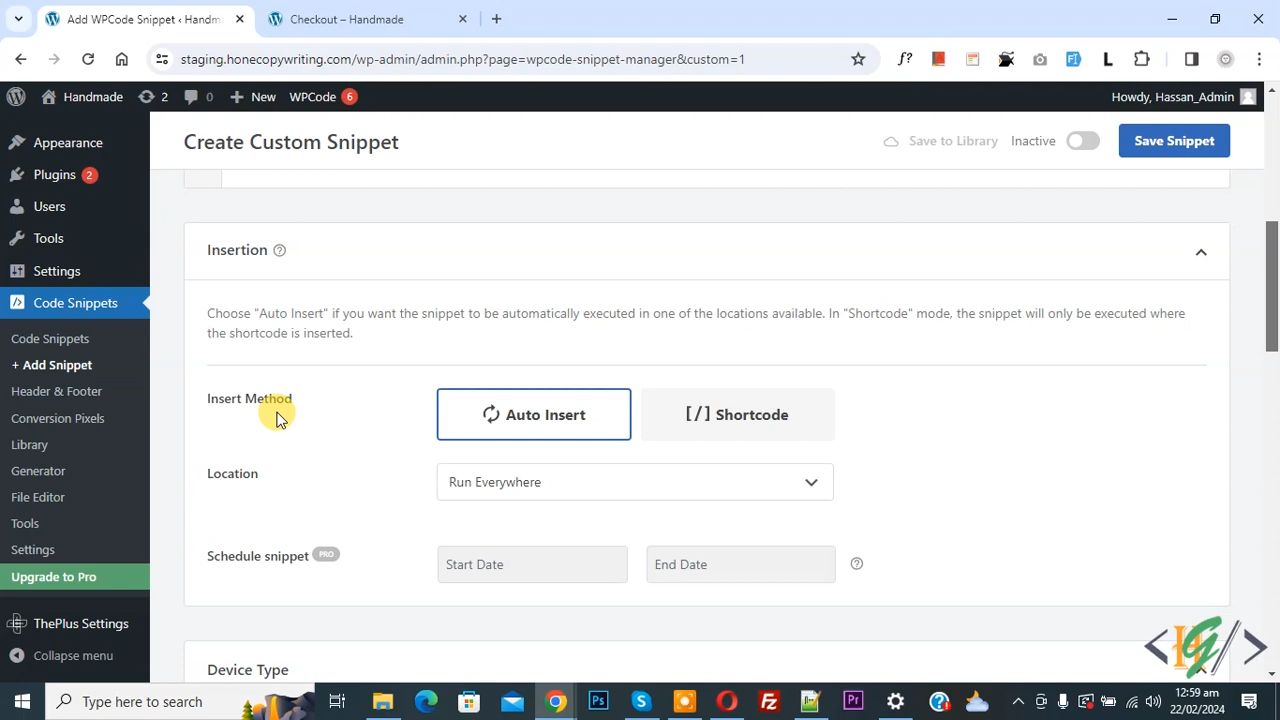 Add WPCode Snippet ‹ Handm
Checkout – Handmade
staging.homecopywriting.com/wp-admin/admin.php?page=wpcode-snippet-manager&custom=1
Handmade
2
0
New
WPCode 6
Howdy, Hassan_Admin
Appearance
Plugins 2
Users
Tools
Settings
Code Snippets
Code Snippets
+ Add Snippet
Header & Footer
Conversion Pixels
Library
Generator
File Editor
Tools
Settings
Upgrade to Pro
ThePlus Settings
Collapse menu
Create Custom Snippet
Save to Library
Inactive
Save Snippet
Insertion
Choose "Auto Insert" if you want the snippet to be automatically executed in one of the locations available. In "Shortcode" mode, the snippet will only be executed where
the shortcode is inserted.
Insert Method
Auto Insert
[/] Shortcode
Location
Run Everywhere
Schedule snippet PRO
Start Date
End Date
Device Type
Type here to search
12:59 am
22/02/2024